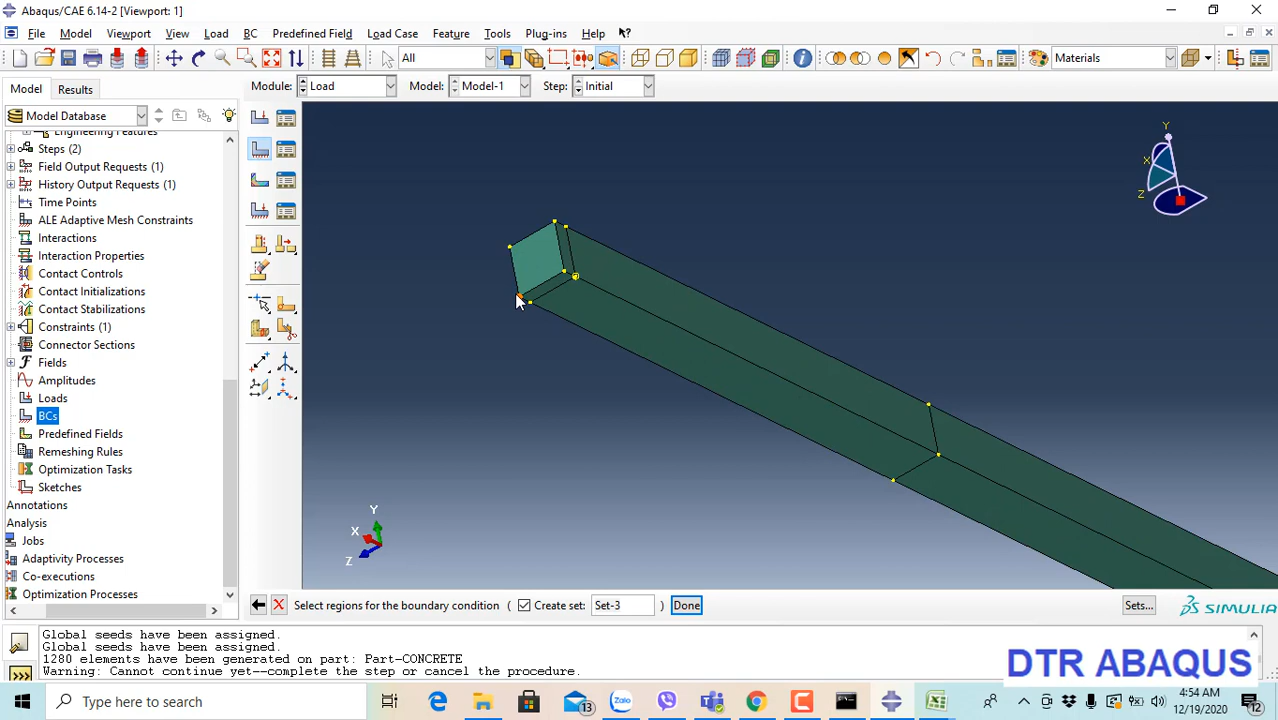 Abaqus/CAE 6.14-2 [Viewport: 1]
File Model Viewport View Load BC Predefined Field Load Case Feature Tools Plug-ins Help
All Materials
Model Results Module: Load Model: Model-1 Step: Initial
Model Database
Engineering Features
Steps (2)
Field Output Requests (1)
History Output Requests (1)
Time Points
ALE Adaptive Mesh Constraints
Interactions
Interaction Properties
Contact Controls
Contact Initializations
Contact Stabilizations
Constraints (1)
Connector Sections
Fields
Amplitudes
Loads
BCs
Predefined Fields
Remeshing Rules
Optimization Tasks
Sketches
Annotations
Analysis
Jobs
Adaptivity Processes
Co-executions
Optimization Processes
Y
X
Z
Y
X
Z
Select regions for the boundary condition ( Create set: Set-3 ) Done Sets... SIMULIA
Global seeds have been assigned.
Global seeds have been assigned.
1280 elements have been generated on part: Part-CONCRETE
Warning: Cannot continue yet--complete the step or cancel the procedure.
DTR ABAQUS
Type here to search
13
Zalo
4:54 AM
12/19/2020
12